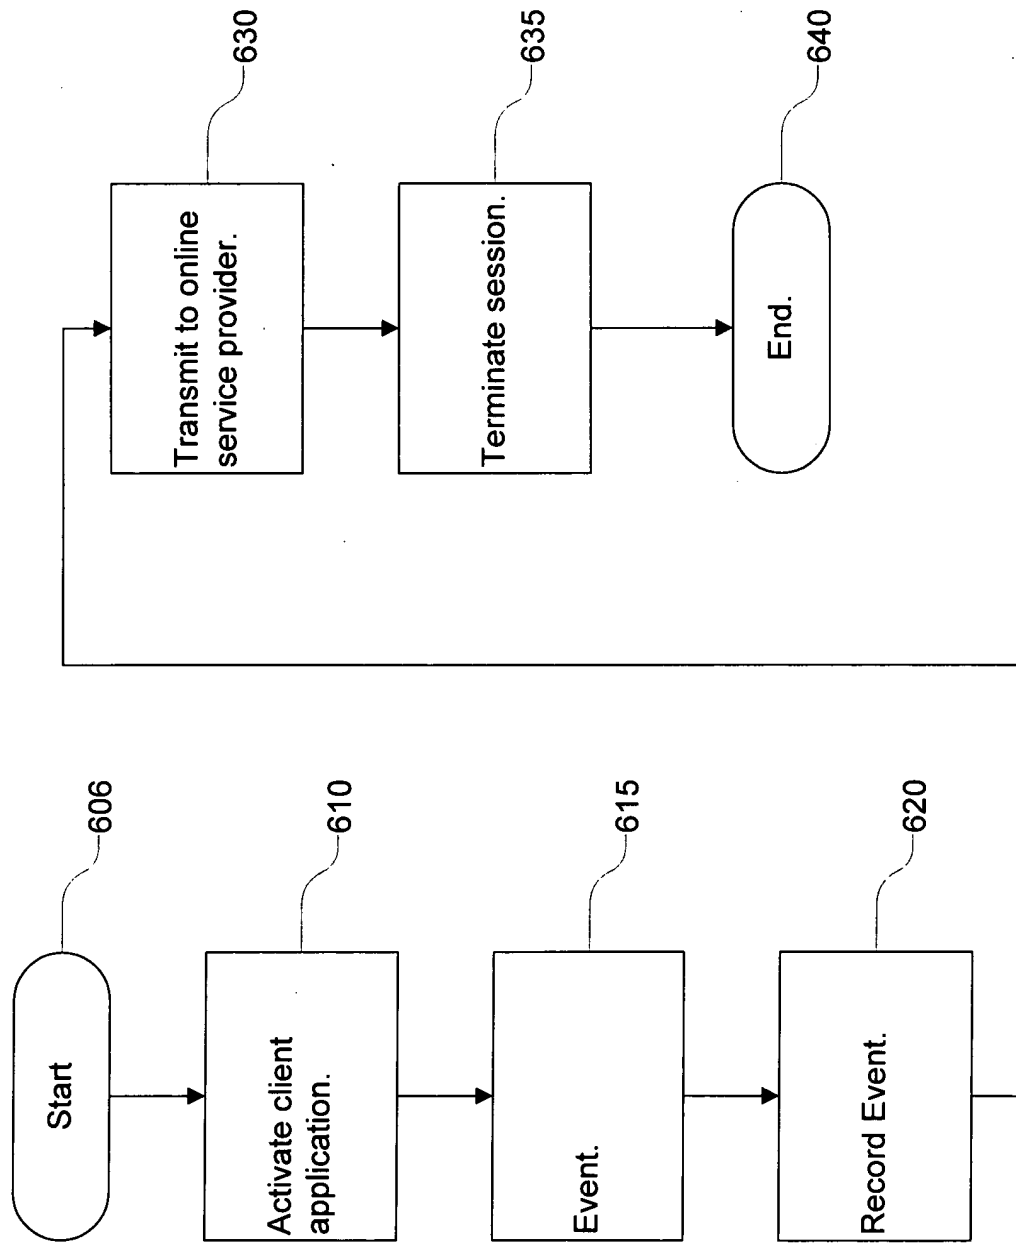 Start
606
Activate client
application.
610
Event.
615
Record Event.
620
Transmit to online
service provider.
630
Terminate session.
635
End.
640